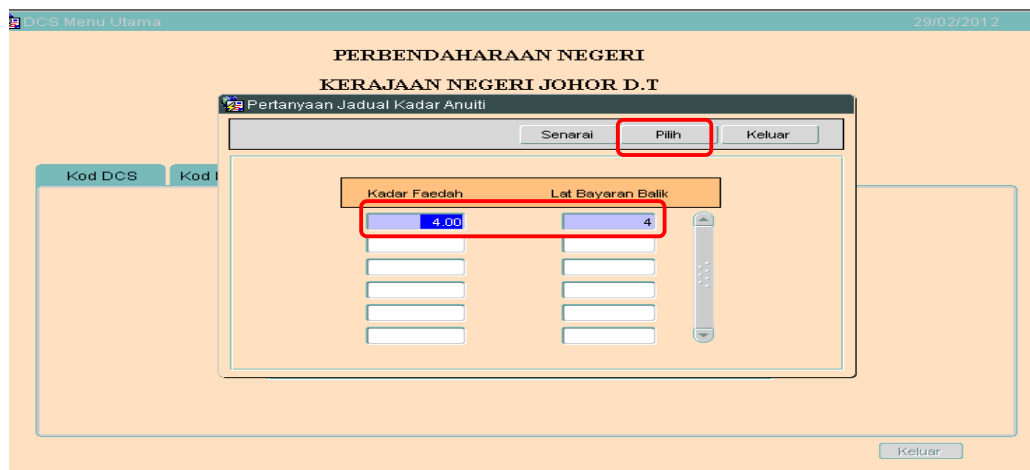 DCS Menu Utama 29/02/2012
PERBENDAHARAAN NEGERI
KERAJAAN NEGERI JOHOR D.T
Pertanyaan Jadual Kadar Anuiti
Senarai Pilih Keluar
Kod DCS Kod
Kadar Faedah Lat Bayaran Balik
4.00 4
Keluar